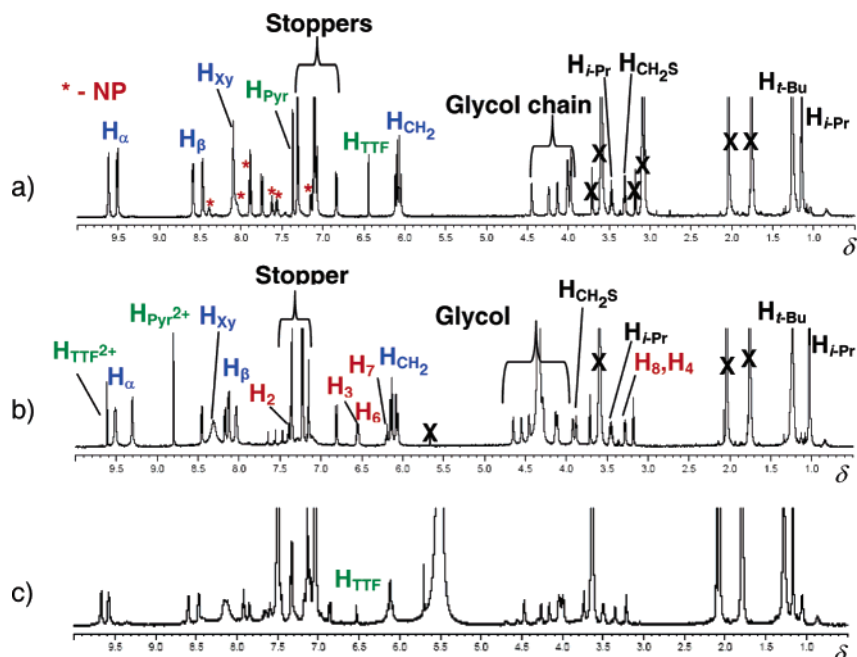 Stoppers
* - NP
Hα
Hβ
HXy
HPyr
HTTF
HCH2
Glycol chain
Hi-Pr
HCH2S
Ht-Bu
Hi-Pr
* * * * * *
X X X X X X
a)
9.5 9.0 8.5 8.0 7.5 7.0 6.5 6.0 5.5 5.0 4.5 4.0 3.5 3.0 2.5 2.0 1.5 1.0
δ
Stopper
HTTF2+
Hα
HPyr2+
HXy
Hβ
H2
H3
H6
H7
HCH2
Glycol
HCH2S
Hi-Pr
H8,H4
Ht-Bu
Hi-Pr
X X X X
b)
9.5 9.0 8.5 8.0 7.5 7.0 6.5 6.0 5.5 5.0 4.5 4.0 3.5 3.0 2.5 2.0 1.5 1.0
δ
HTTF
c)
9.5 9.0 8.5 8.0 7.5 7.0 6.5 6.0 5.5 5.0 4.5 4.0 3.5 3.0 2.5 2.0 1.5 1.0 0.5
δ